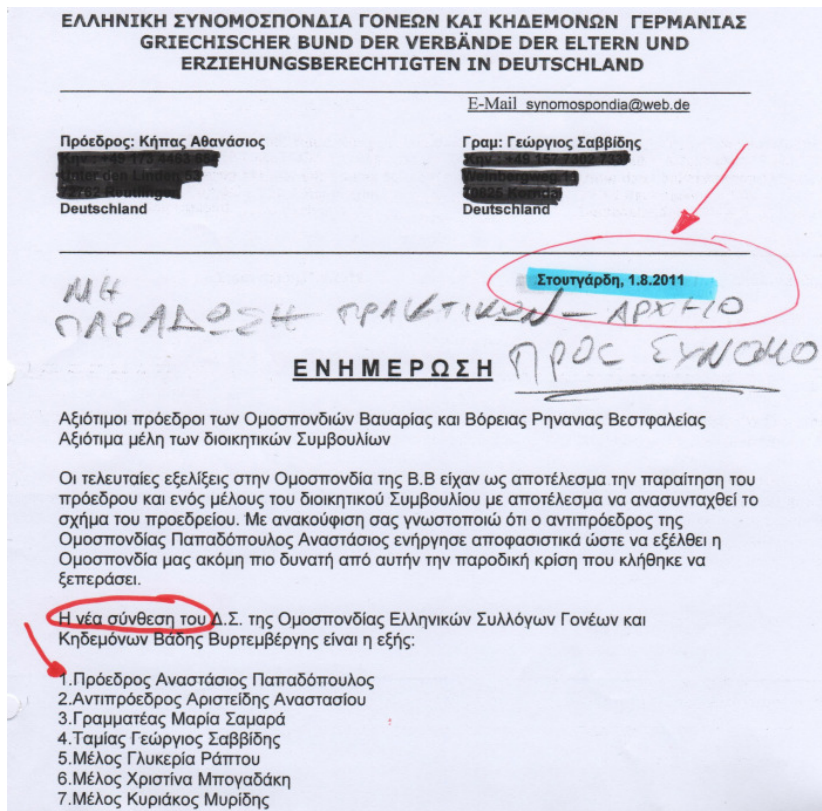 ΕΛΛΗΝΙΚΗ ΣΥΝΟΜΟΣΠΟΝΔΙΑ ΓΟΝΕΩΝ ΚΑΙ ΚΗΔΕΜΟΝΩΝ ΓΕΡΜΑΝΙΑΣ
GRIECHISCHER BUND DER VERBÄNDE DER ELTERN UND
ERZIEHUNGSBERECHTIGTEN IN DEUTSCHLAND
E-Mail synomospondia@web.de
Πρόεδρος: Κήπας Αθανάσιος
Deutschland
Γραμ: Γεώργιος Σαββίδης
Deutschland
Στουτγάρδη, 1.8.2011
ΜΗ
ΠΑΡΑΔΩΣΗ ΠΡΑΚΤΙΚΩΝ – ΑΡΧΕΙΟ
ΠΡΟΣ ΣΥΝΟΜΟ
ΕΝΗΜΕΡΩΣΗ
Αξιότιμοι πρόεδροι των Ομοσπονδιών Βαυαρίας και Βόρειας Ρηνανιας Βεστφαλείας
Αξιότιμα μέλη των διοικητικών Συμβουλίων
Οι τελευταίες εξελίξεις στην Ομοσπονδία της Β.Β είχαν ως αποτέλεσμα την παραίτηση του
πρόεδρου και ενός μέλους του διοικητικού Συμβουλίου με αποτέλεσμα να ανασυνταχθεί το
σχήμα του προεδρείου. Με ανακούφιση σας γνωστοποιώ ότι ο αντιπρόεδρος της
Ομοσπονδίας Παπαδόπουλος Αναστάσιος ενήργησε αποφασιστικά ώστε να εξέλθει η
Ομοσπονδία μας ακόμη πιο δυνατή από αυτήν την παροδική κρίση που κλήθηκε να
ξεπεράσει.
Η νέα σύνθεση του Δ.Σ. της Ομοσπονδίας Ελληνικών Συλλόγων Γονέων και
Κηδεμόνων Βάδης Βυρτεμβέργης είναι η εξής:
1.Πρόεδρος Αναστάσιος Παπαδόπουλος
2.Αντιπρόεδρος Αριστείδης Αναστασίου
3.Γραμματέας Μαρία Σαμαρά
4.Ταμίας Γεώργιος Σαββίδης
5.Μέλος Γλυκερία Ράπτου
6.Μέλος Χριστίνα Μπογαδάκη
7.Μέλος Κυριάκος Μυρίδης